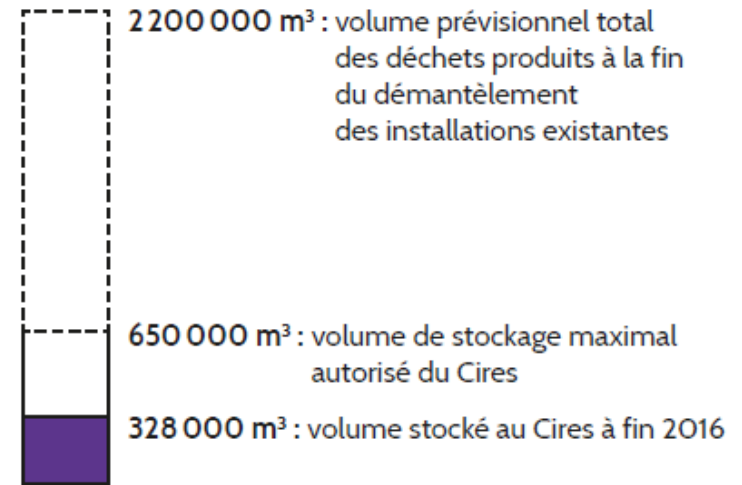 2 200 000 m³ : volume prévisionnel total
des déchets produits à la fin
du démantèlement
des installations existantes
650 000 m³ : volume de stockage maximal
autorisé du Cires
328 000 m³ : volume stocké au Cires à fin 2016